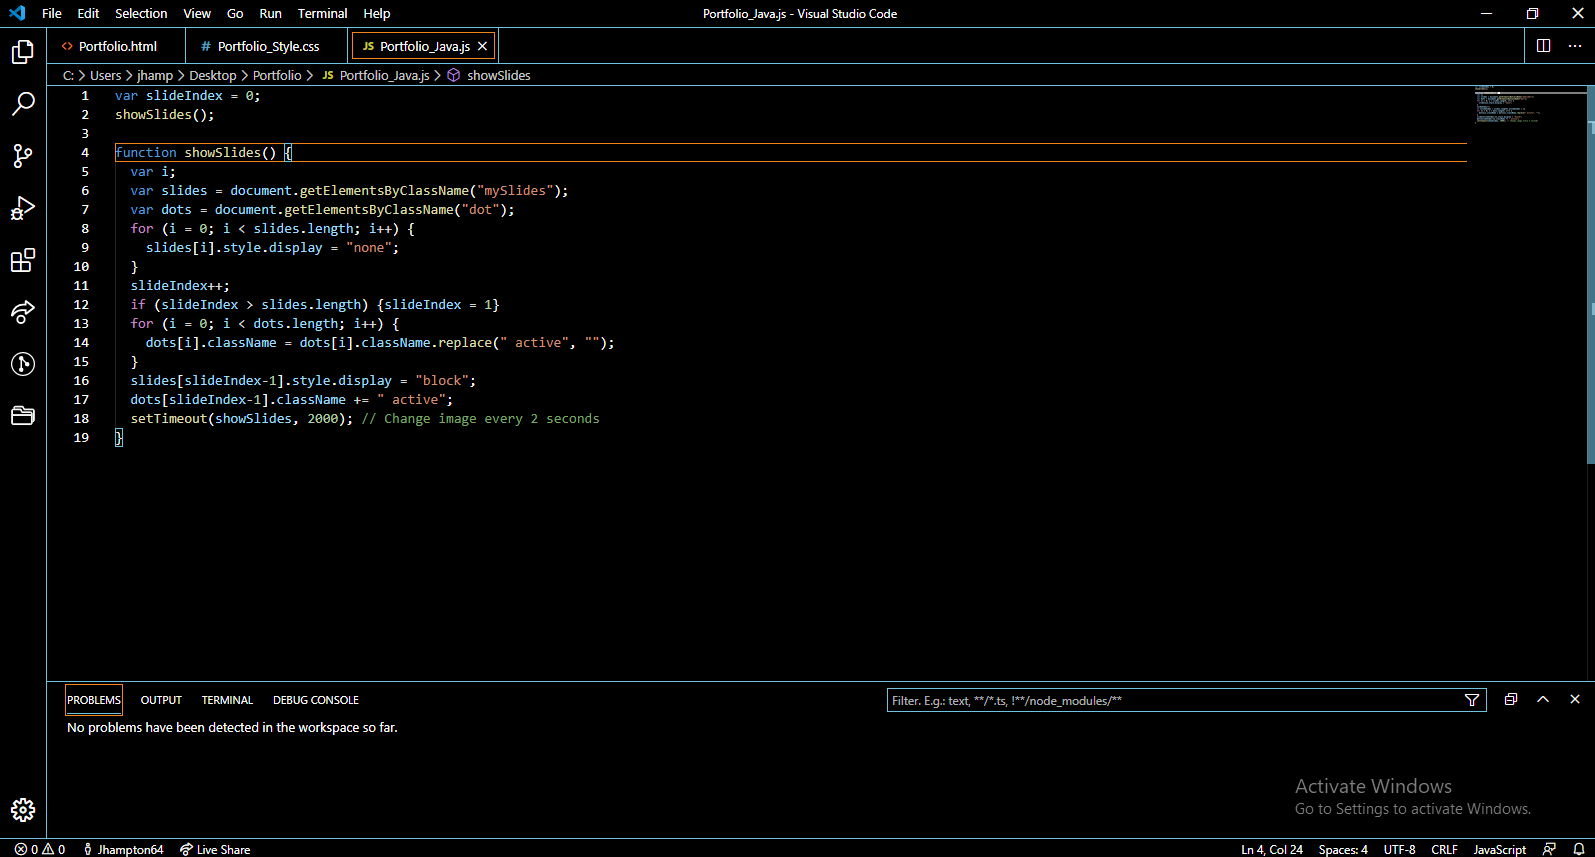 File Edit Selection View Go Run Terminal Help Portfolio_Java.js - Visual Studio Code
<> Portfolio.html # Portfolio_Style.css JS Portfolio_Java.js ✕
C: > Users > jhamp > Desktop > Portfolio > JS Portfolio_Java.js > showSlides
1 var slideIndex = 0;
2 showSlides();
3
4 function showSlides() {
5 var i;
6 var slides = document.getElementsByClassName("mySlides");
7 var dots = document.getElementsByClassName("dot");
8 for (i = 0; i < slides.length; i++) {
9 slides[i].style.display = "none";
10 }
11 slideIndex++;
12 if (slideIndex > slides.length) {slideIndex = 1}
13 for (i = 0; i < dots.length; i++) {
14 dots[i].className = dots[i].className.replace(" active", "");
15 }
16 slides[slideIndex-1].style.display = "block";
17 dots[slideIndex-1].className += " active";
18 setTimeout(showSlides, 2000); // Change image every 2 seconds
19 }
PROBLEMS OUTPUT TERMINAL DEBUG CONSOLE Filter. E.g.: text, **/*.ts, !**/node_modules/**
No problems have been detected in the workspace so far.
Activate Windows
Go to Settings to activate Windows.
0 0 Jhampton64 Live Share Ln 4, Col 24 Spaces: 4 UTF-8 CRLF JavaScript